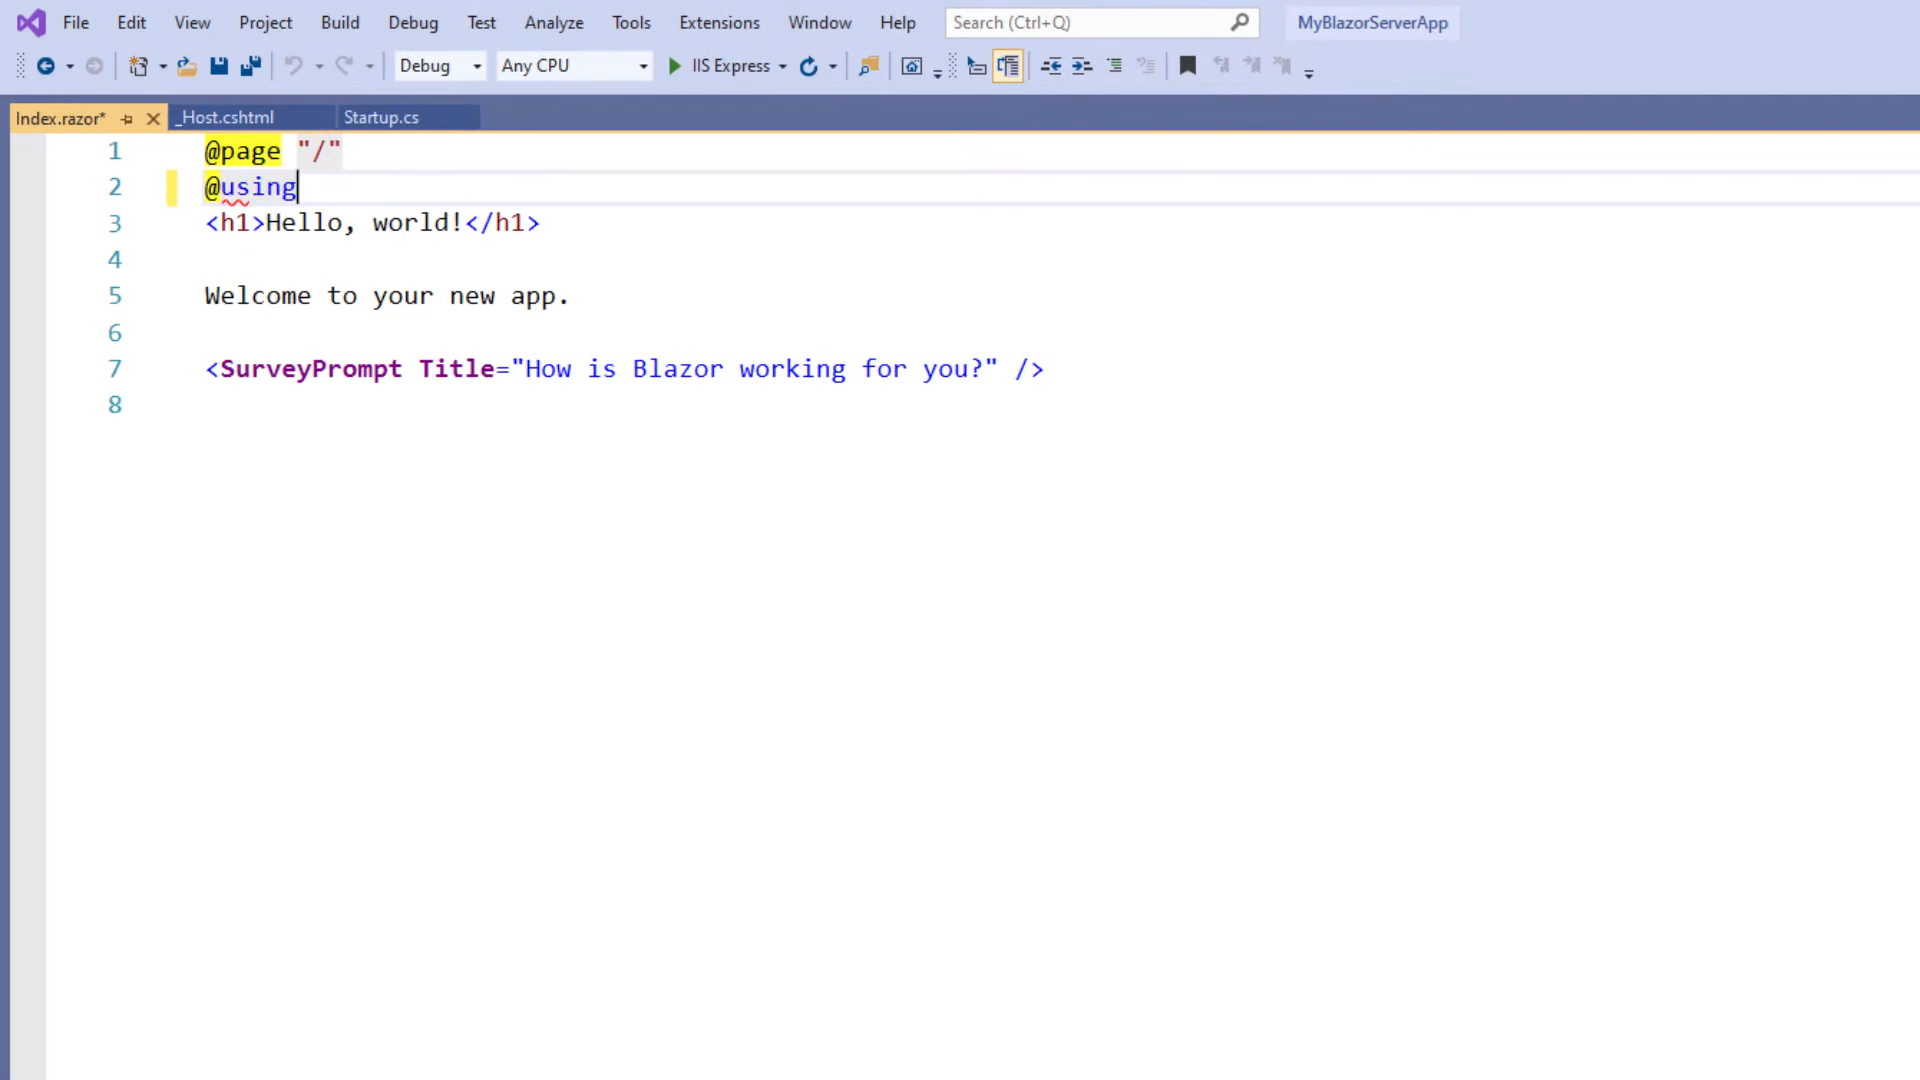 File Edit View Project Build Debug Test Analyze Tools Extensions Window Help Search (Ctrl+Q) MyBlazorServerApp
Debug Any CPU IIS Express
Index.razor* _Host.cshtml Startup.cs
1 @page "/"
2 @using
3 <h1>Hello, world!</h1>
4
5 Welcome to your new app.
6
7 <SurveyPrompt Title="How is Blazor working for you?" />
8